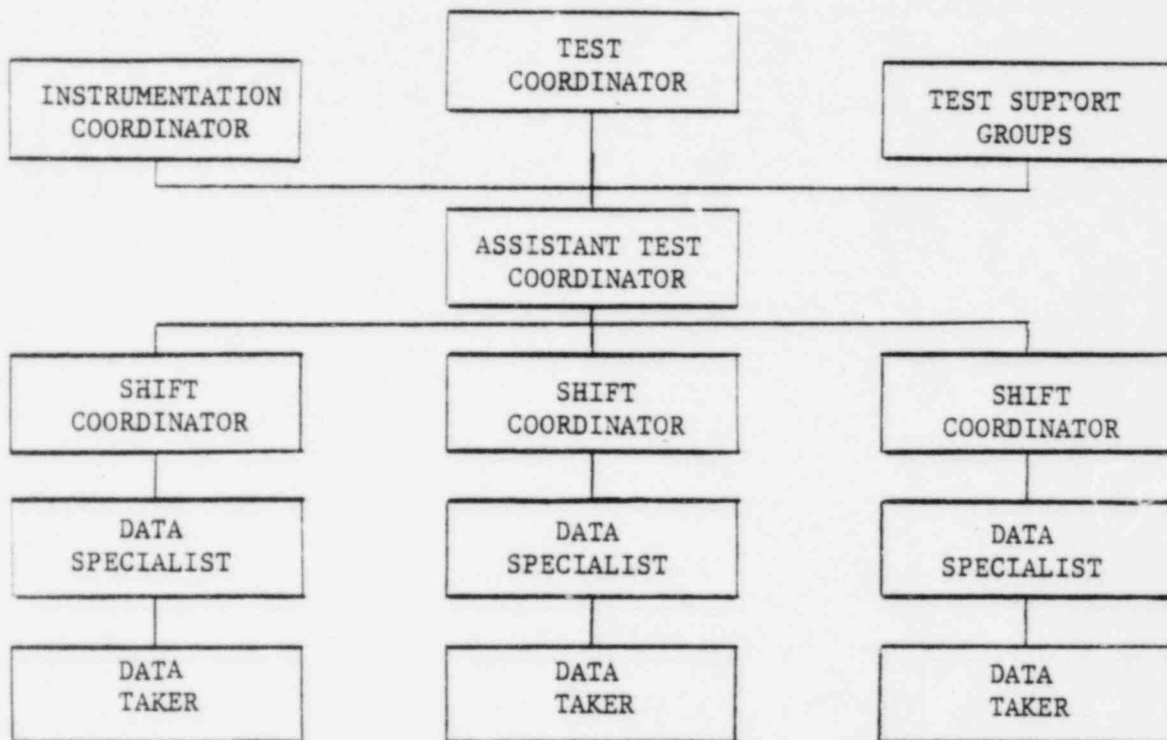 TEST
COORDINATOR
INSTRUMENTATION
COORDINATOR
TEST SUPPORT
GROUPS
ASSISTANT TEST
COORDINATOR
SHIFT
COORDINATOR
SHIFT
COORDINATOR
SHIFT
COORDINATOR
DATA
SPECIALIST
DATA
SPECIALIST
DATA
SPECIALIST
DATA
TAKER
DATA
TAKER
DATA
TAKER